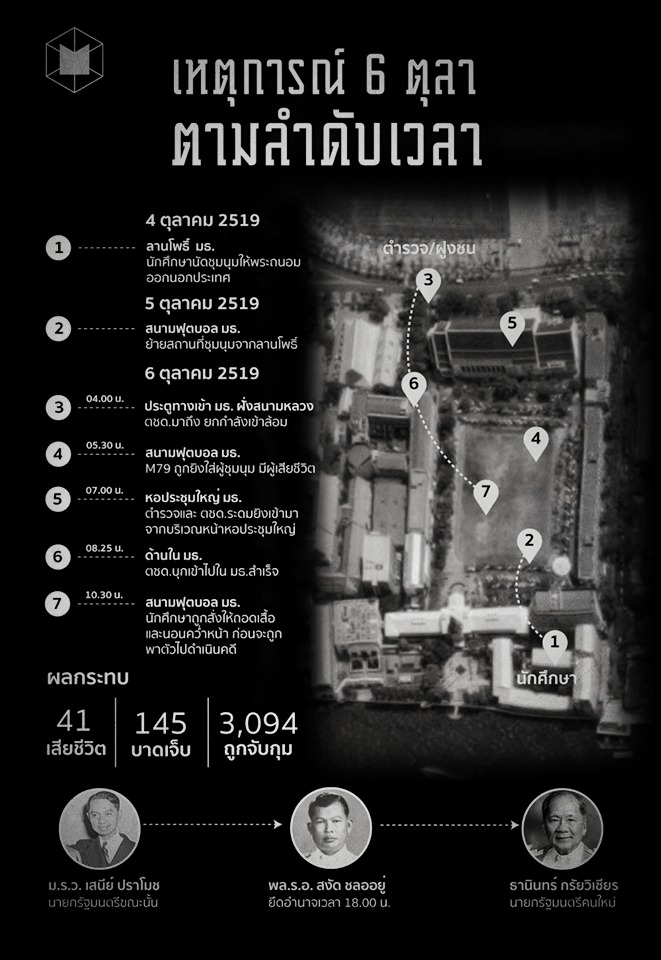 เหตุการณ์ 6 ตุลา
ตามลำดับเวลา
4 ตุลาคม 2519
1
ลานโพธิ์ มธ.
นักศึกษานัดชุมนุมให้พระถนอม
ออกนอกประเทศ
5 ตุลาคม 2519
2
สนามฟุตบอล มธ.
ย้ายสถานที่ชุมนุมจากลานโพธิ์
6 ตุลาคม 2519
3
04.00 น.
ประตูทางเข้า มธ. ฝั่งสนามหลวง
ตชด.มาถึง ยกกำลังเข้าล้อม
4
05.30 น.
สนามฟุตบอล มธ.
M79 ถูกยิงใส่ผู้ชุมนุม มีผู้เสียชีวิต
5
07.00 น.
หอประชุมใหญ่ มธ.
ตำรวจและ ตชด.ระดมยิงเข้ามา
จากบริเวณหน้าหอประชุมใหญ่
6
08.25 น.
ด้านใน มธ.
ตชด.บุกเข้าไปใน มธ.สำเร็จ
7
10.30 น.
สนามฟุตบอล มธ.
นักศึกษาถูกสั่งให้ถอดเสื้อ
และนอนคว่ำหน้า ก่อนจะถูก
พาตัวไปดำเนินคดี
ตำรวจ/ฝูงชน
3
5
6
4
7
2
1
นักศึกษา
ผลกระทบ
41
เสียชีวิต
145
บาดเจ็บ
3,094
ถูกจับกุม
ม.ร.ว. เสนีย์ ปราโมช
นายกรัฐมนตรีขณะนั้น
พล.ร.อ. สงัด ชลออยู่
ยึดอำนาจเวลา 18.00 น.
ธานินทร์ กรัยวิเชียร
นายกรัฐมนตรีคนใหม่